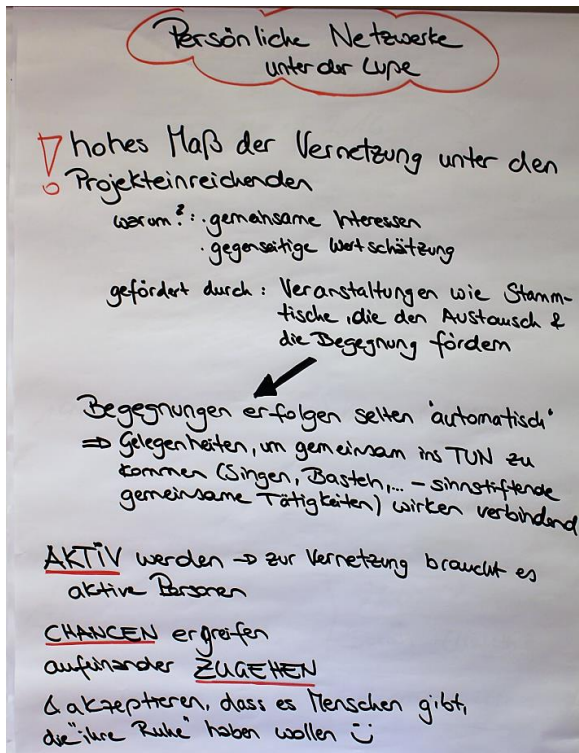 Persönliche Netzwerke
unter der Lupe
! hohes Maß der Vernetzung unter den
Projekteinreichenden
warum?: · gemeinsame Interessen
· gegenseitige Wertschätzung
gefördert durch: Veranstaltungen wie Stamm-
tische, die den Austausch &
die Begegnung fördern
Begegnungen erfolgen selten "automatisch"
⇒ Gelegenheiten, um gemeinsam ins TUN zu
kommen (Singen, Basteln,... - sinnstiftende
gemeinsame Tätigkeiten) wirken verbindend
AKTIV werden → zur Vernetzung braucht es
aktive Personen
CHANCEN ergreifen
aufeinander ZUGEHEN
& akzeptieren, dass es Menschen gibt,
die "ihre Ruhe" haben wollen ☺